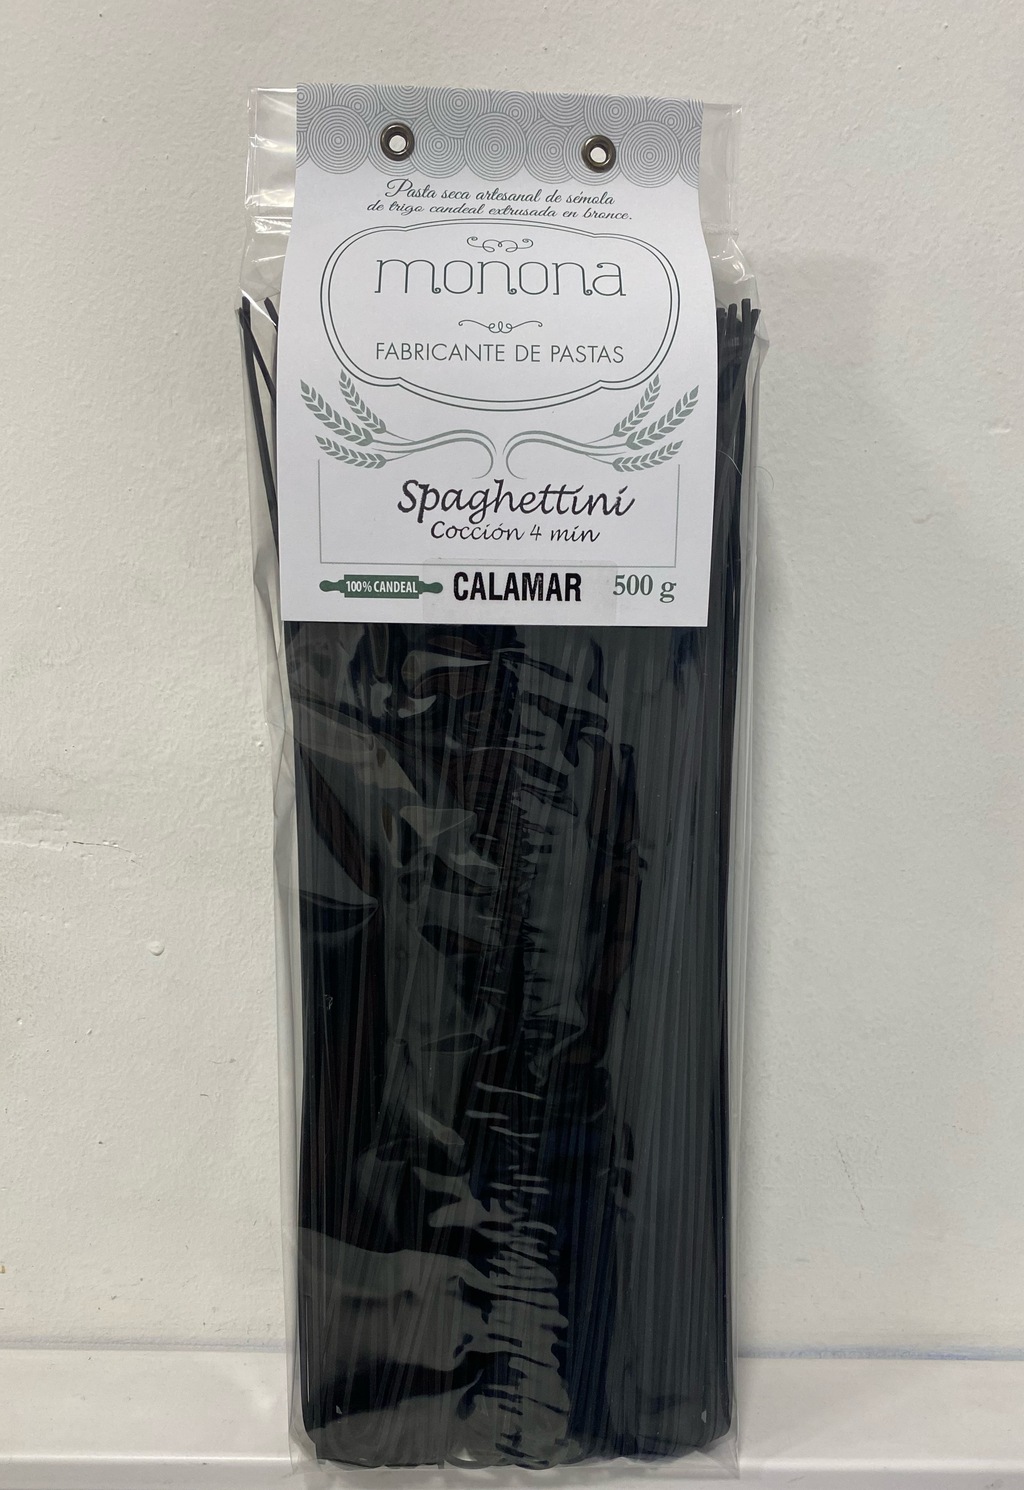 Pasta seca artesanal de sémola
de trigo candeal extrusada en bronce.
monona
FABRICANTE DE PASTAS
Spaghettini
Cocción 4 min
100% CANDEAL CALAMAR 500 g